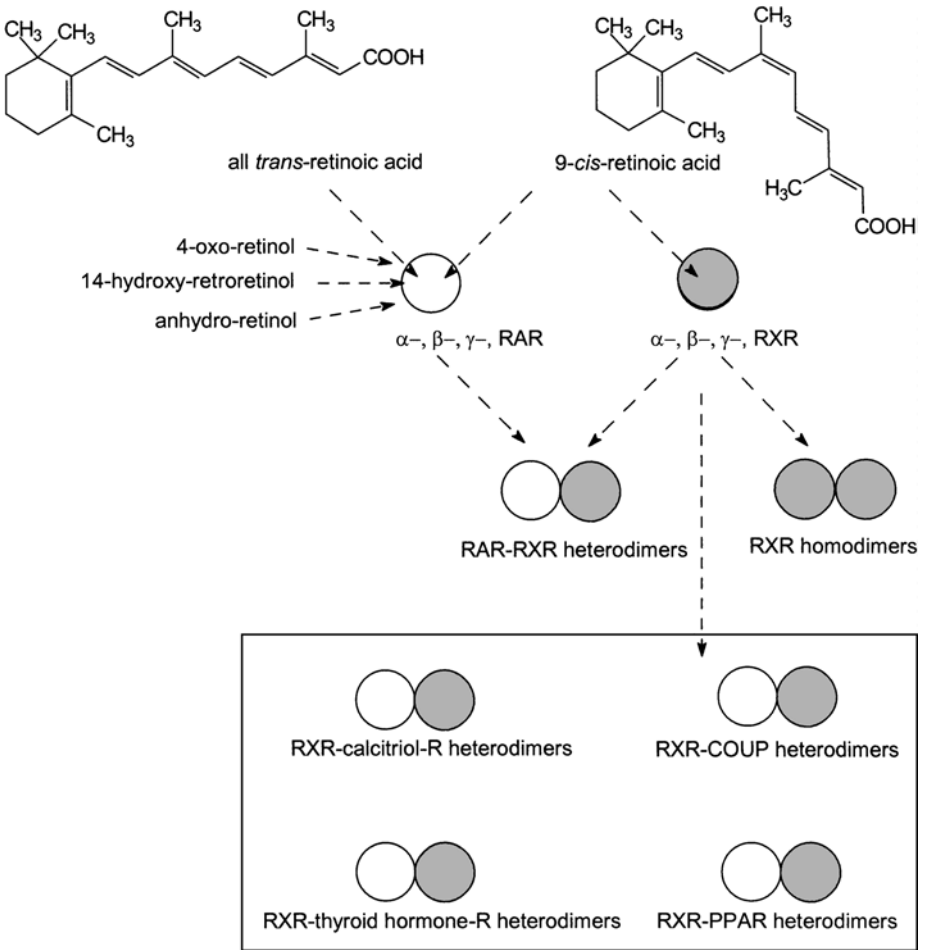 CH₃ CH₃ CH₃ CH₃ COOH
CH₃
all trans-retinoic acid
CH₃ CH₃ CH₃
CH₃
H₃C
COOH
9-cis-retinoic acid
4-oxo-retinol
14-hydroxy-retroretinol
anhydro-retinol
α–, β–, γ–, RAR
α–, β–, γ–, RXR
RAR-RXR heterodimers
RXR homodimers
RXR-calcitriol-R heterodimers
RXR-COUP heterodimers
RXR-thyroid hormone-R heterodimers
RXR-PPAR heterodimers